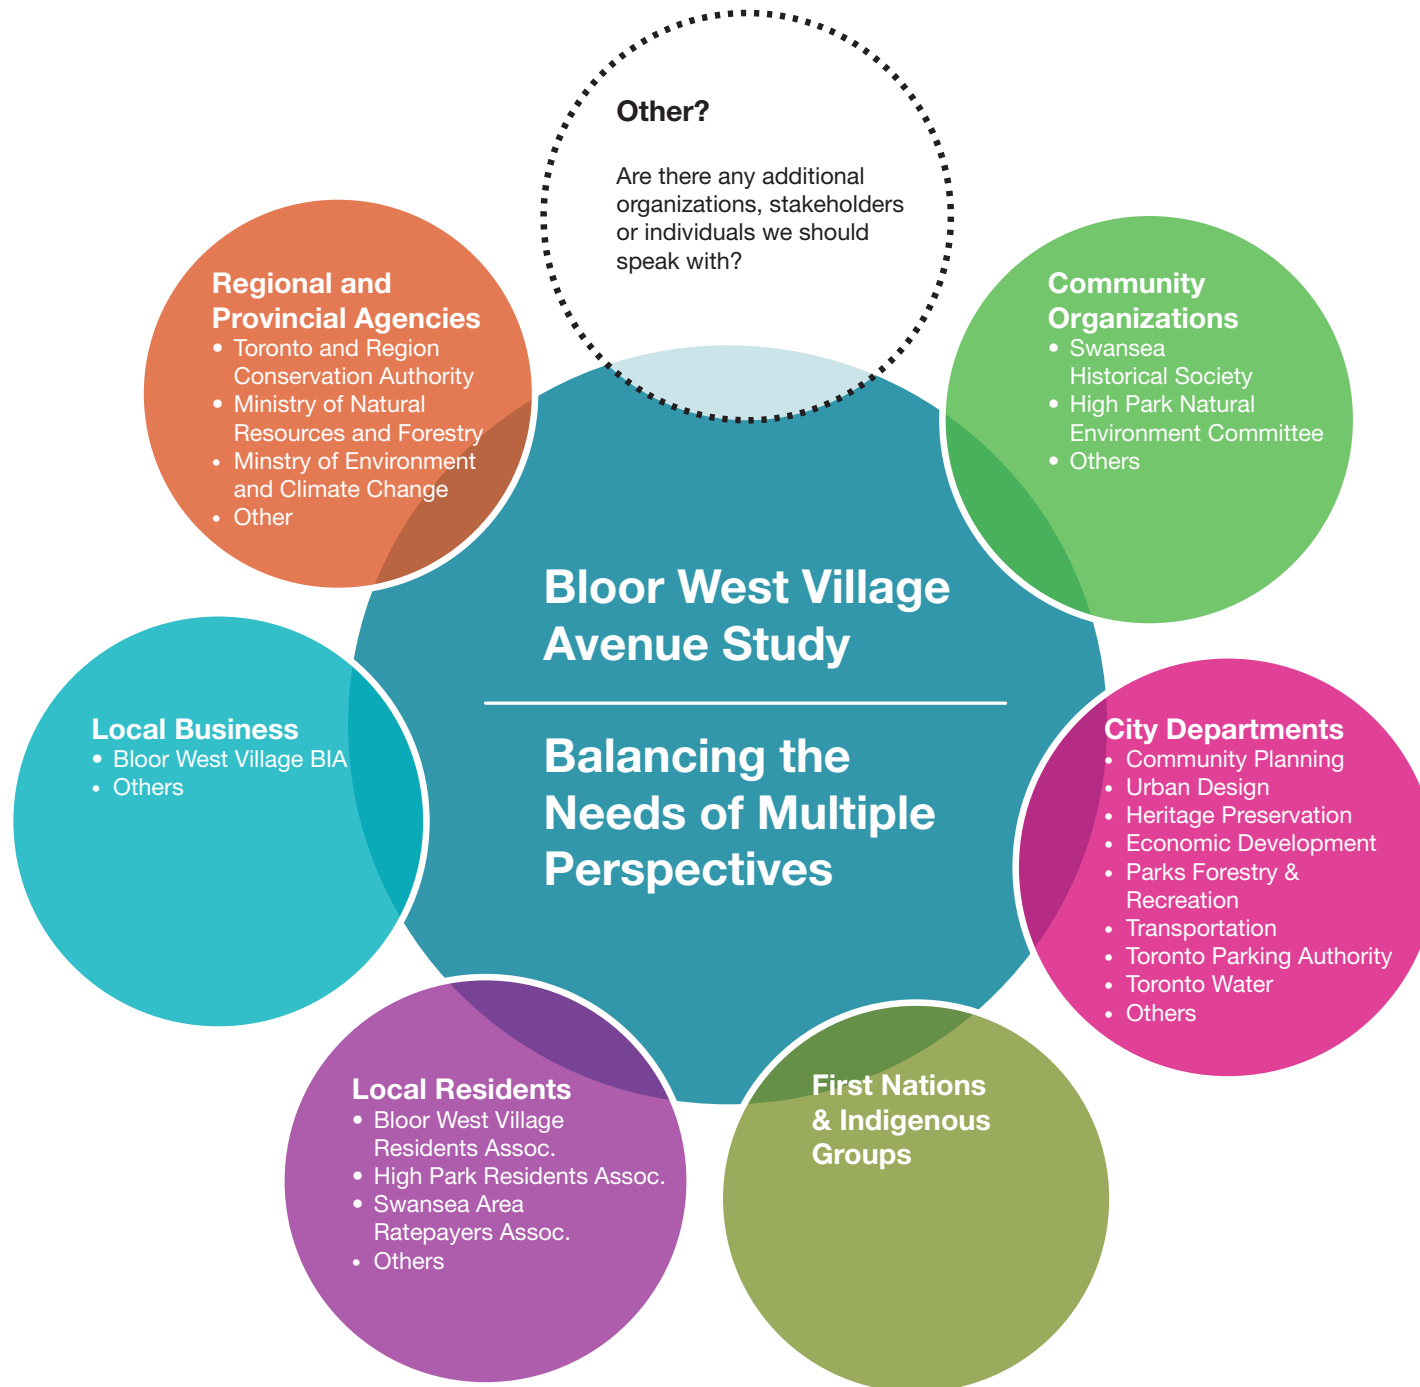 Other?
Are there any additional
organizations, stakeholders
or individuals we should
speak with?
Regional and
Provincial Agencies
• Toronto and Region
Conservation Authority
• Ministry of Natural
Resources and Forestry
• Minstry of Environment
and Climate Change
• Other
Community
Organizations
• Swansea
Historical Society
• High Park Natural
Environment Committee
• Others
Bloor West Village
Avenue Study
Balancing the
Needs of Multiple
Perspectives
Local Business
• Bloor West Village BIA
• Others
City Departments
• Community Planning
• Urban Design
• Heritage Preservation
• Economic Development
• Parks Forestry &
Recreation
• Transportation
• Toronto Parking Authority
• Toronto Water
• Others
Local Residents
• Bloor West Village
Residents Assoc.
• High Park Residents Assoc.
• Swansea Area
Ratepayers Assoc.
• Others
First Nations
& Indigenous
Groups